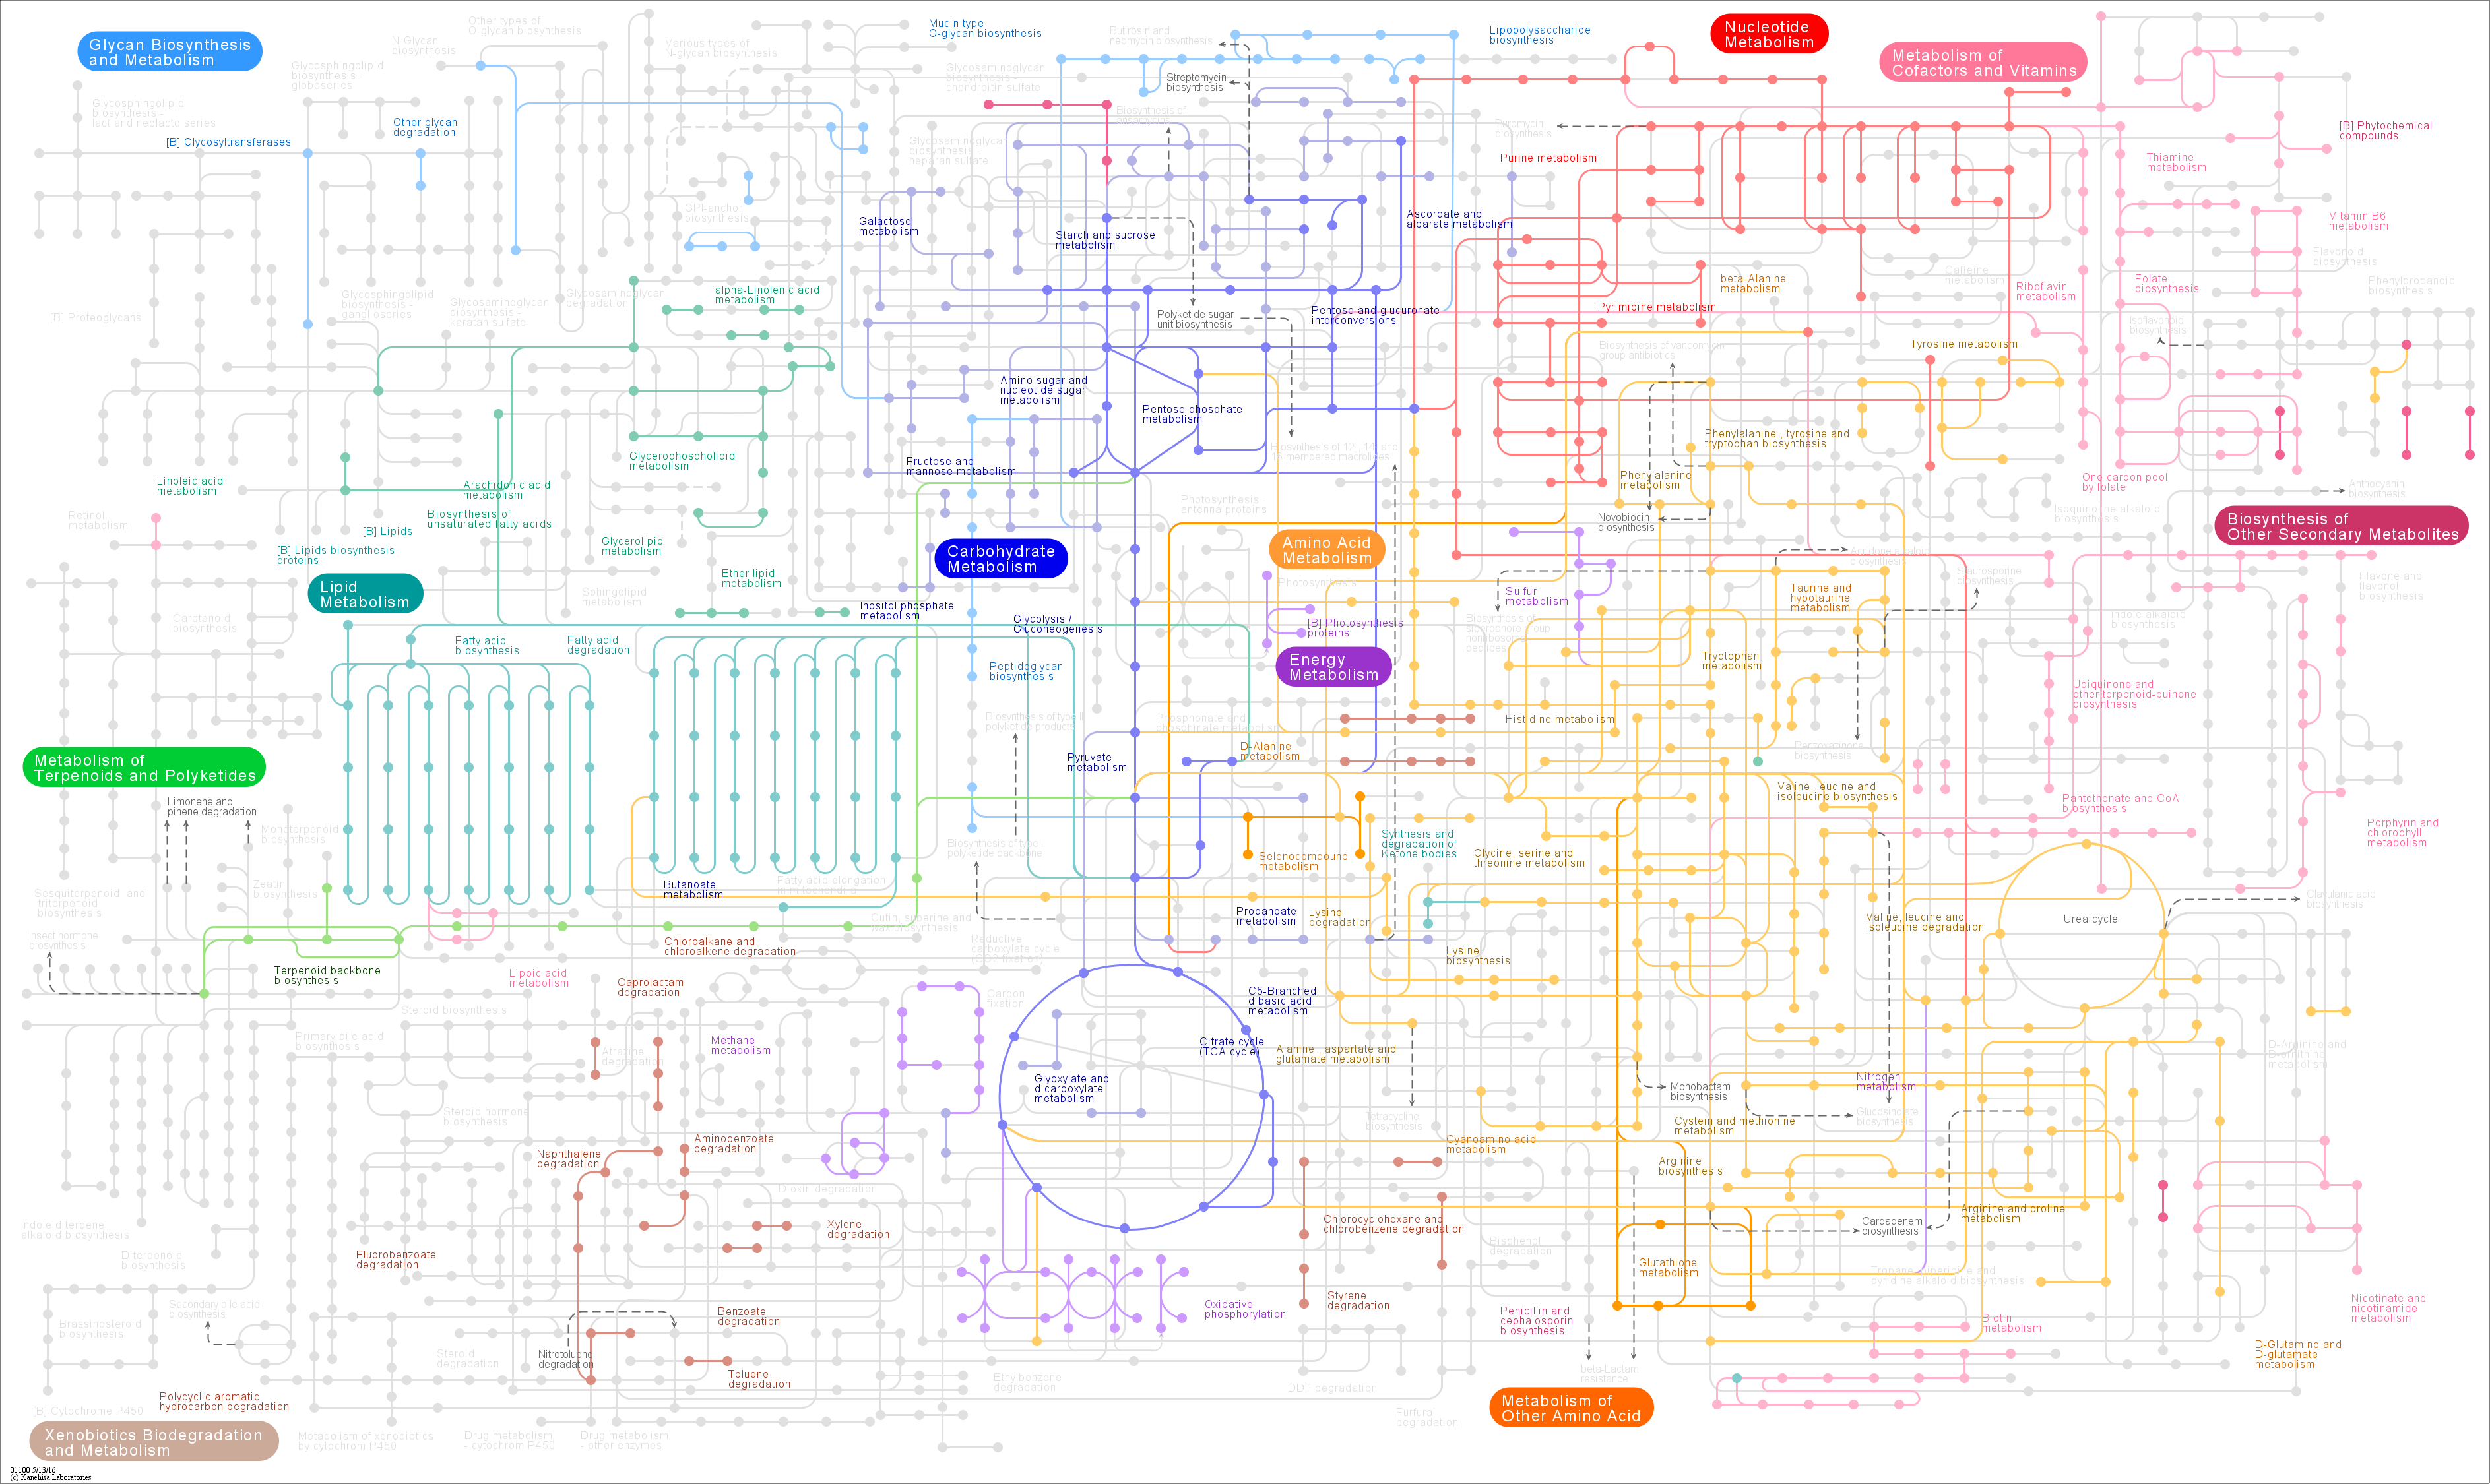 Glycan Biosynthesis
and Metabolism
Other types of
O-glycan biosynthesis
N-Glycan
biosynthesis
Various types of
N-glycan biosynthesis
Mucin type
O-glycan biosynthesis
Butirosin and
neomycin biosynthesis
Lipopolysaccharide
biosynthesis
Nucleotide
Metabolism
Metabolism of
Cofactors and Vitamins
Glycosphingolipid
biosynthesis -
globoseries
Glycosaminoglycan
biosynthesis -
chondroitin sulfate
Streptomycin
biosynthesis
Glycosphingolipid
biosynthesis -
lact and neolacto series
Other glycan
degradation
[B] Glycosyltransferases
Biosynthesis of
Puromycin
biosynthesis
[B] Phytochemical
compounds
Glycosaminoglycan
biosynthesis -
heparan sulfate
Purine metabolism
Thiamine
metabolism
GPI-anchor
biosynthesis
Galactose
metabolism
Starch and sucrose
metabolism
Ascorbate and
aldarate metabolism
Vitamin B6
metabolism
Flavonoid
biosynthesis
Glycosphingolipid
biosynthesis -
ganglioseries
Glycosaminoglycan
biosynthesis -
keratan sulfate
Glycosaminoglycan
degradation
alpha-Linolenic acid
metabolism
beta-Alanine
metabolism
Caffeine
metabolism
Riboflavin
metabolism
Folate
biosynthesis
Phenylpropanoid
biosynthesis
[B] Proteoglycans
Polyketide sugar
unit biosynthesis
Pentose and glucuronate
interconversions
Pyrimidine metabolism
Isoflavonoid
biosynthesis
Biosynthesis of vancomycin
group antibiotics
Tyrosine metabolism
Amino sugar and
nucleotide sugar
metabolism
Pentose phosphate
metabolism
Biosynthesis of 12-, 14- and
16-membered macrolides
Phenylalanine , tyrosine and
tryptophan biosynthesis
Glycerophospholipid
metabolism
Fructose and
mannose metabolism
Phenylalanine
metabolism
One carbon pool
by folate
Anthocyanin
biosynthesis
Linoleic acid
metabolism
Arachidonic acid
metabolism
Photosynthesis -
antenna proteins
Retinol
metabolism
Biosynthesis of
unsaturated fatty acids
Novobiocin
biosynthesis
Isoquinoline alkaloid
biosynthesis
Biosynthesis of
Other Secondary Metabolites
[B] Lipids
[B] Lipids biosynthesis
proteins
Glycerolipid
metabolism
Carbohydrate
Metabolism
Amino Acid
Metabolism
Acridone alkaloid
biosynthesis
Ether lipid
metabolism
Photosynthesis
Staurosporine
biosynthesis
Flavone and
flavonol
biosynthesis
Lipid
Metabolism
Sphingolipid
metabolism
Inositol phosphate
metabolism
Sulfur
metabolism
Taurine and
hypotaurine
metabolism
Carotenoid
biosynthesis
Glycolysis /
Gluconeogenesis
[B] Photosynthesis
proteins
Biosynthesis of
siderophore group
nonribosomal
peptides
Indole alkaloid
biosynthesis
Fatty acid
biosynthesis
Fatty acid
degradation
Peptidoglycan
biosynthesis
Energy
Metabolism
Tryptophan
metabolism
Ubiquinone and
other terpenoid-quinone
biosynthesis
Biosynthesis of type II
polyketide products
Phosphonate and
phosphinate metabolism
Histidine metabolism
Metabolism of
Terpenoids and Polyketides
Pyruvate
metabolism
D-Alanine
metabolism
Benzoxazinone
biosynthesis
Limonene and
pinene degradation
Valine, leucine and
isoleucine biosynthesis
Pantothenate and CoA
biosynthesis
Monoterpenoid
biosynthesis
Biosynthesis of type II
polyketide backbone
Synthesis and
degradation of
Ketone bodies
Porphyrin and
chlorophyll
metabolism
Selenocompound
metabolism
Glycine, serine and
threonine metabolism
Sesquiterpenoid and
triterpenoid
biosynthesis
Zeatin
biosynthesis
Butanoate
metabolism
Fatty acid elongation
in mitochondria
Clavulanic acid
biosynthesis
Cutin, suberine and
wax biosynthesis
Propanoate
metabolism
Lysine
degradation
Valine, leucine and
isoleucine degradation
Urea cycle
Insect hormone
biosynthesis
Chloroalkane and
chloroalkene degradation
Reductive
carboxylate cycle
(CO2 fixation)
Lysine
biosynthesis
Terpenoid backbone
biosynthesis
Lipoic acid
metabolism
Caprolactam
degradation
Carbon
fixation
C5-Branched
dibasic acid
metabolism
Steroid biosynthesis
Primary bile acid
biosynthesis
Methane
metabolism
Atrazine
degradation
Citrate cycle
(TCA cycle)
Alanine , aspartate and
glutamate metabolism
D-Arginine and
D-ornithine
metabolism
Glyoxylate and
dicarboxylate
metabolism
Nitrogen
metabolism
Monobactam
biosynthesis
Steroid hormone
biosynthesis
Tetracycline
biosynthesis
Cystein and methionine
metabolism
Glucosinolate
biosynthesis
Aminobenzoate
degradation
Cyanoamino acid
metabolism
Naphthalene
degradation
Arginine
biosynthesis
Dioxin degradation
Indole diterpene
alkaloid biosynthesis
Xylene
degradation
Chlorocyclohexane and
chlorobenzene degradation
Carbapenem
biosynthesis
Arginine and proline
metabolism
Diterpenoid
biosynthesis
Fluorobenzoate
degradation
Bisphenol
degradation
Glutathione
metabolism
Tropane, piperidine and
pyridine alkaloid biosynthesis
Secondary bile acid
biosynthesis
Benzoate
degradation
Oxidative
phosphorylation
Styrene
degradation
Penicillin and
cephalosporin
biosynthesis
Biotin
metabolism
Nicotinate and
nicotinamide
metabolism
Brassinosteroid
biosynthesis
Steroid
degradation
Nitrotoluene
degradation
Toluene
degradation
Ethylbenzene
degradation
DDT degradation
beta-Lactam
resistance
D-Glutamine and
D-glutamate
metabolism
Polycyclic aromatic
hydrocarbon degradation
[B] Cytochrome P450
Furfural
degradation
Metabolism of
Other Amino Acid
Xenobiotics Biodegradation
and Metabolism
Metabolism of xenobiotics
by cytochrom P450
Drug metabolism
- cytochrom P450
Drug metabolism
- other enzymes
01100 5/13/16
(c) Kanehisa Laboratories